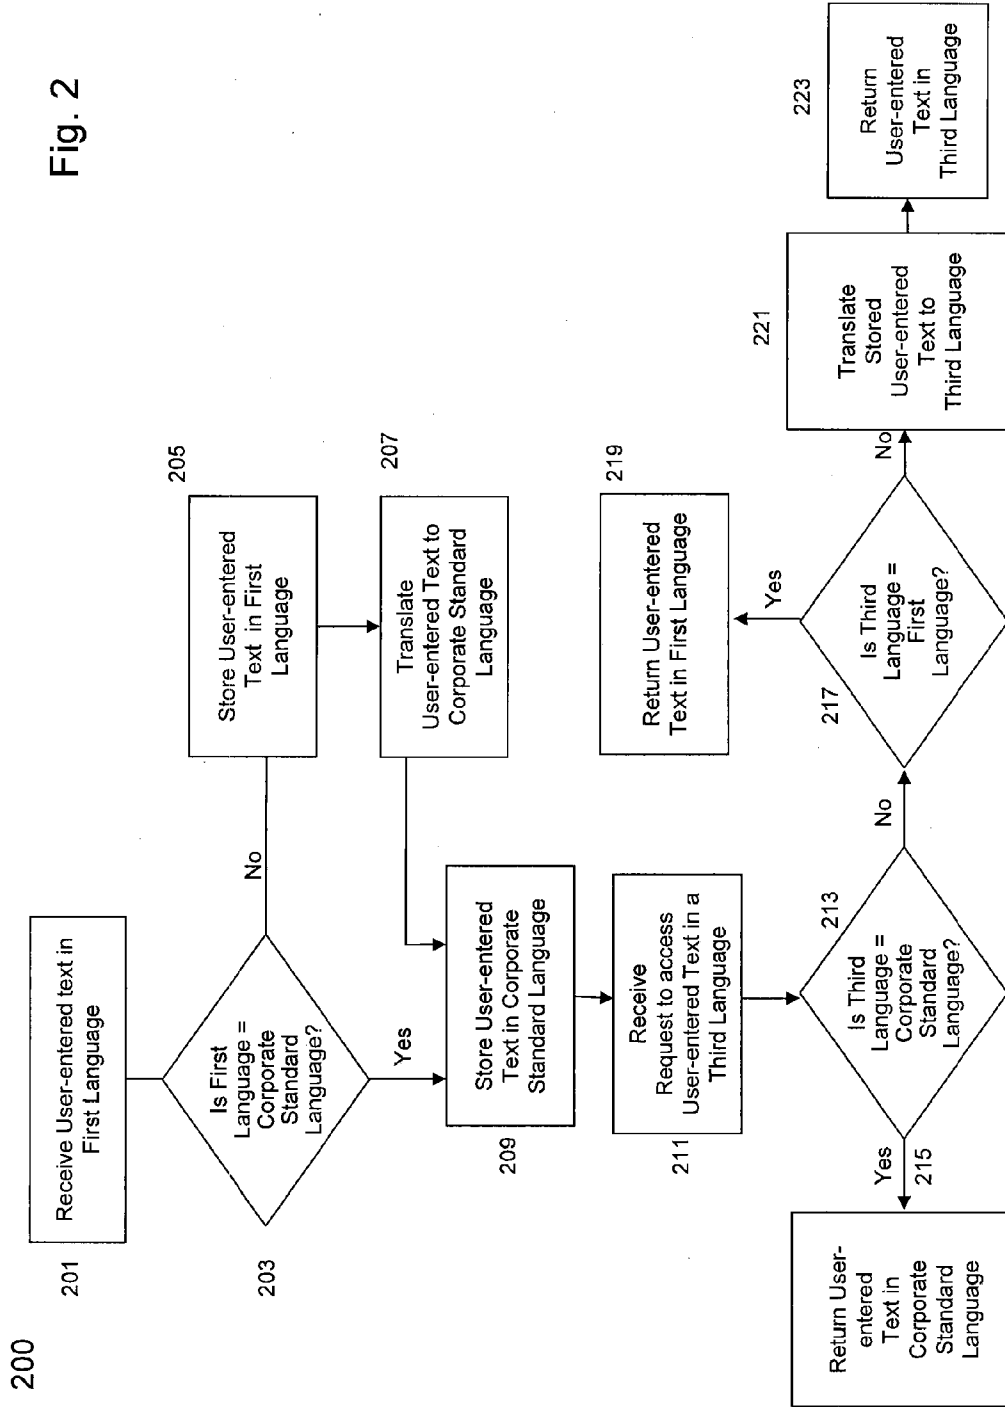 200
Fig. 2
201
Receive User-entered text in
First Language
203
Is First
Language =
Corporate
Standard
Language?
No
Yes
205
Store User-entered
Text in First
Language
207
Translate
User-entered Text to
Corporate Standard
Language
209
Store User-entered
Text in Corporate
Standard Language
211
Receive
Request to access
User-entered Text in a
Third Language
213
Is Third
Language =
Corporate
Standard
Language?
Yes
215
Return User-
entered
Text in
Corporate
Standard
Language
No
217
Is Third
Language =
First
Language?
Yes
219
Return User-entered
Text in First Language
No
221
Translate
Stored
User-entered
Text to
Third Language
223
Return
User-entered
Text in
Third Language